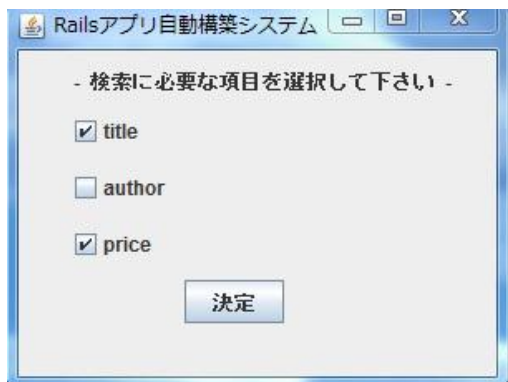 Railsアプリ自動構築システム
- 検索に必要な項目を選択して下さい -
title
author
price
決定